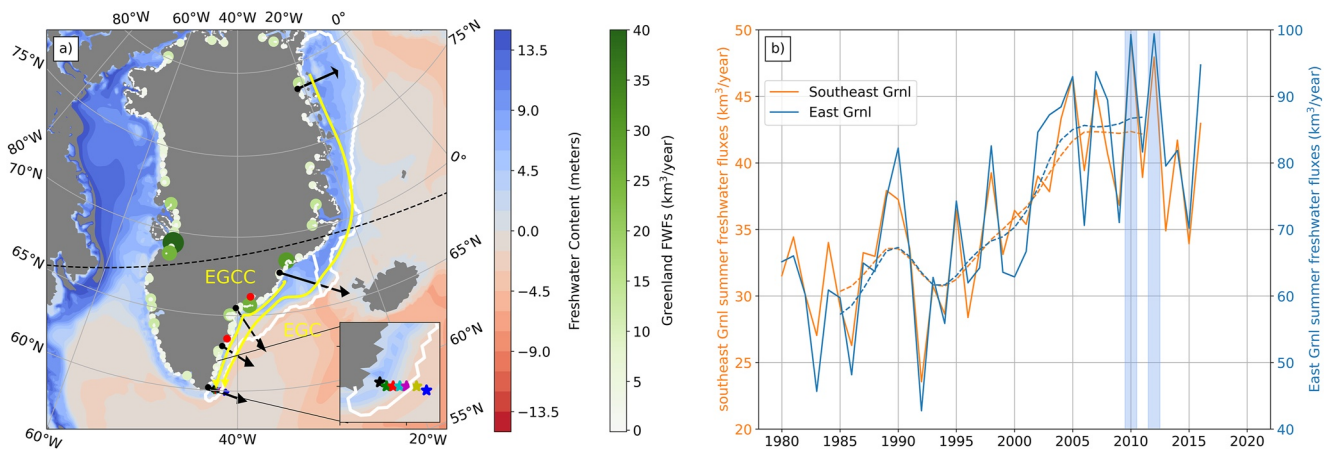 80°W 60°W 40°W 20°W 0°
a)
75°N
75°N
80°W
70°N
0°
65°N
65°N
EGCC
EGC
60°N
60°N
55°N
60°W
40°W
20°W
13.5
9.0
4.5
0.0
−4.5
−9.0
−13.5
Freshwater Content (meters)
40
35
30
25
20
15
10
5
0
Greenland FWFs (km³/year)
b)
Southeast Grnl
East Grnl
50
45
40
35
30
25
20
southeast Grnl summer freshwater fluxes (km³/year)
100
90
80
70
60
50
40
East Grnl summer freshwater fluxes (km³/year)
1980 1985 1990 1995 2000 2005 2010 2015 2020